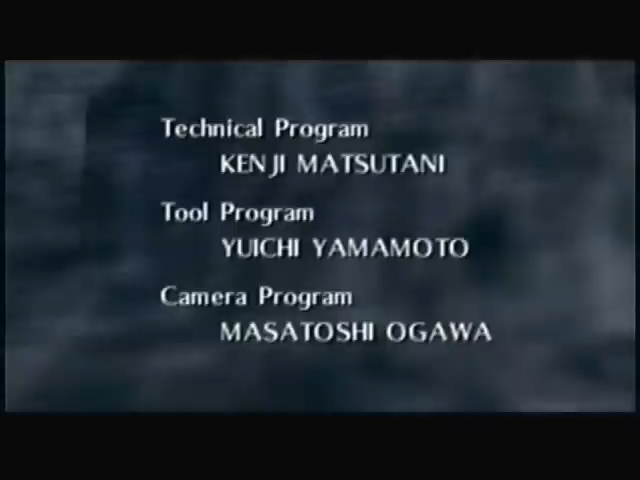 Technical Program
KENJI MATSUTANI
Tool Program
YUICHI YAMAMOTO
Camera Program
MASATOSHI OGAWA